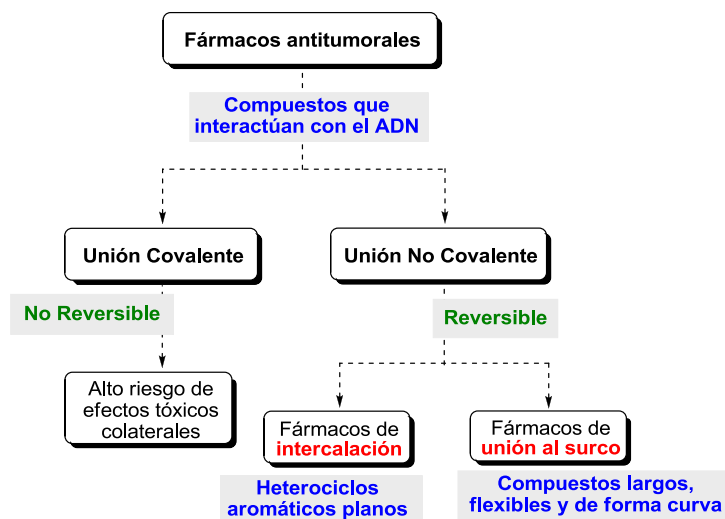 Fármacos antitumorales
Compuestos que
interactúan con el ADN
Unión Covalente
Unión No Covalente
No Reversible
Reversible
Alto riesgo de
efectos tóxicos
colaterales
Fármacos de
intercalación
Fármacos de
unión al surco
Heterociclos
aromáticos planos
Compuestos largos,
flexibles y de forma curva